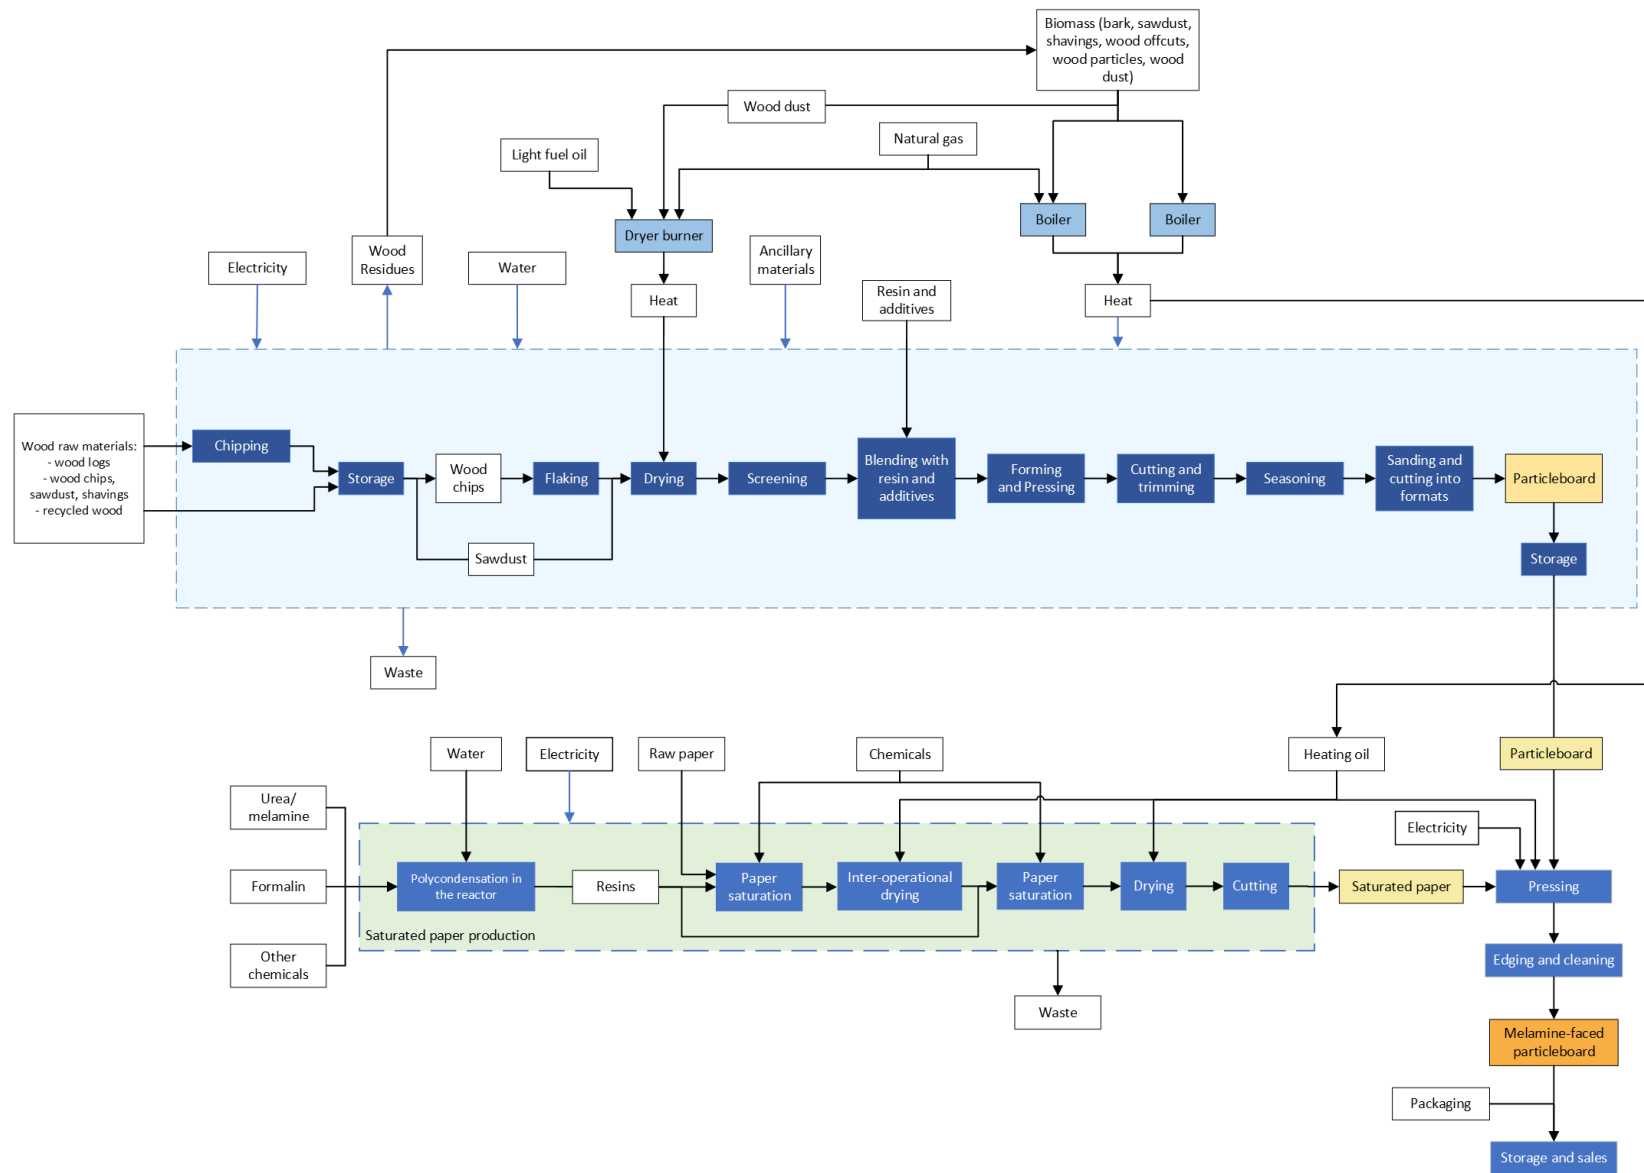 Biomass (bark, sawdust,
shavings, wood offcuts,
wood particles, wood
dust)
Wood dust
Natural gas
Light fuel oil
Boiler
Boiler
Dryer burner
Electricity
Wood
Residues
Water
Ancillary
materials
Heat
Resin and
additives
Heat
Wood raw materials:
- wood logs
- wood chips,
sawdust, shavings
- recycled wood
Chipping
Storage
Wood
chips
Flaking
Drying
Screening
Blending with
resin and
additives
Forming
and Pressing
Cutting and
trimming
Seasoning
Sanding and
cutting into
formats
Particleboard
Sawdust
Storage
Waste
Water
Electricity
Raw paper
Chemicals
Heating oil
Particleboard
Urea/
melamine
Electricity
Formalin
Polycondensation in
the reactor
Resins
Paper
saturation
Inter-operational
drying
Paper
saturation
Drying
Cutting
Saturated paper
Pressing
Saturated paper production
Other
chemicals
Edging and cleaning
Waste
Melamine-faced
particleboard
Packaging
Storage and sales